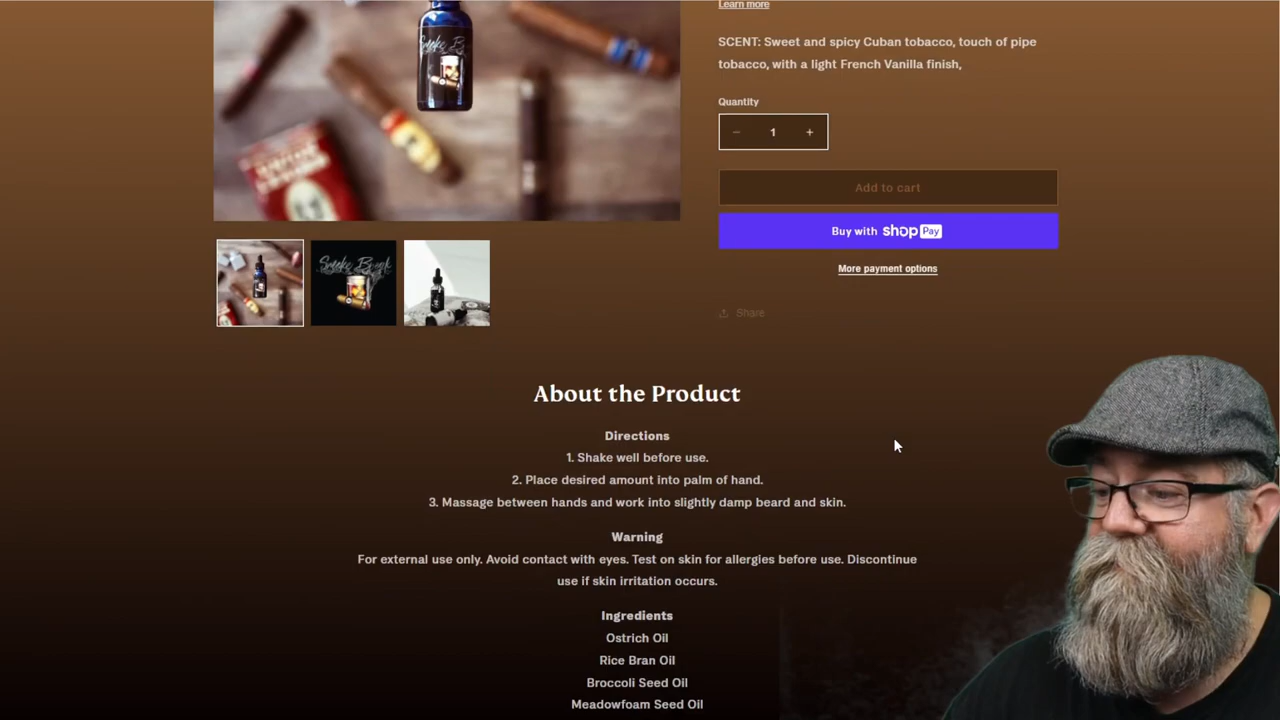 Learn more
SCENT: Sweet and spicy Cuban tobacco, touch of pipe
tobacco, with a light French Vanilla finish,
Quantity
− 1 +
Add to cart
Buy with shop Pay
More payment options
Share
About the Product
Directions
1. Shake well before use.
2. Place desired amount into palm of hand.
3. Massage between hands and work into slightly damp beard and skin.
Warning
For external use only. Avoid contact with eyes. Test on skin for allergies before use. Discontinue
use if skin irritation occurs.
Ingredients
Ostrich Oil
Rice Bran Oil
Broccoli Seed Oil
Meadowfoam Seed Oil